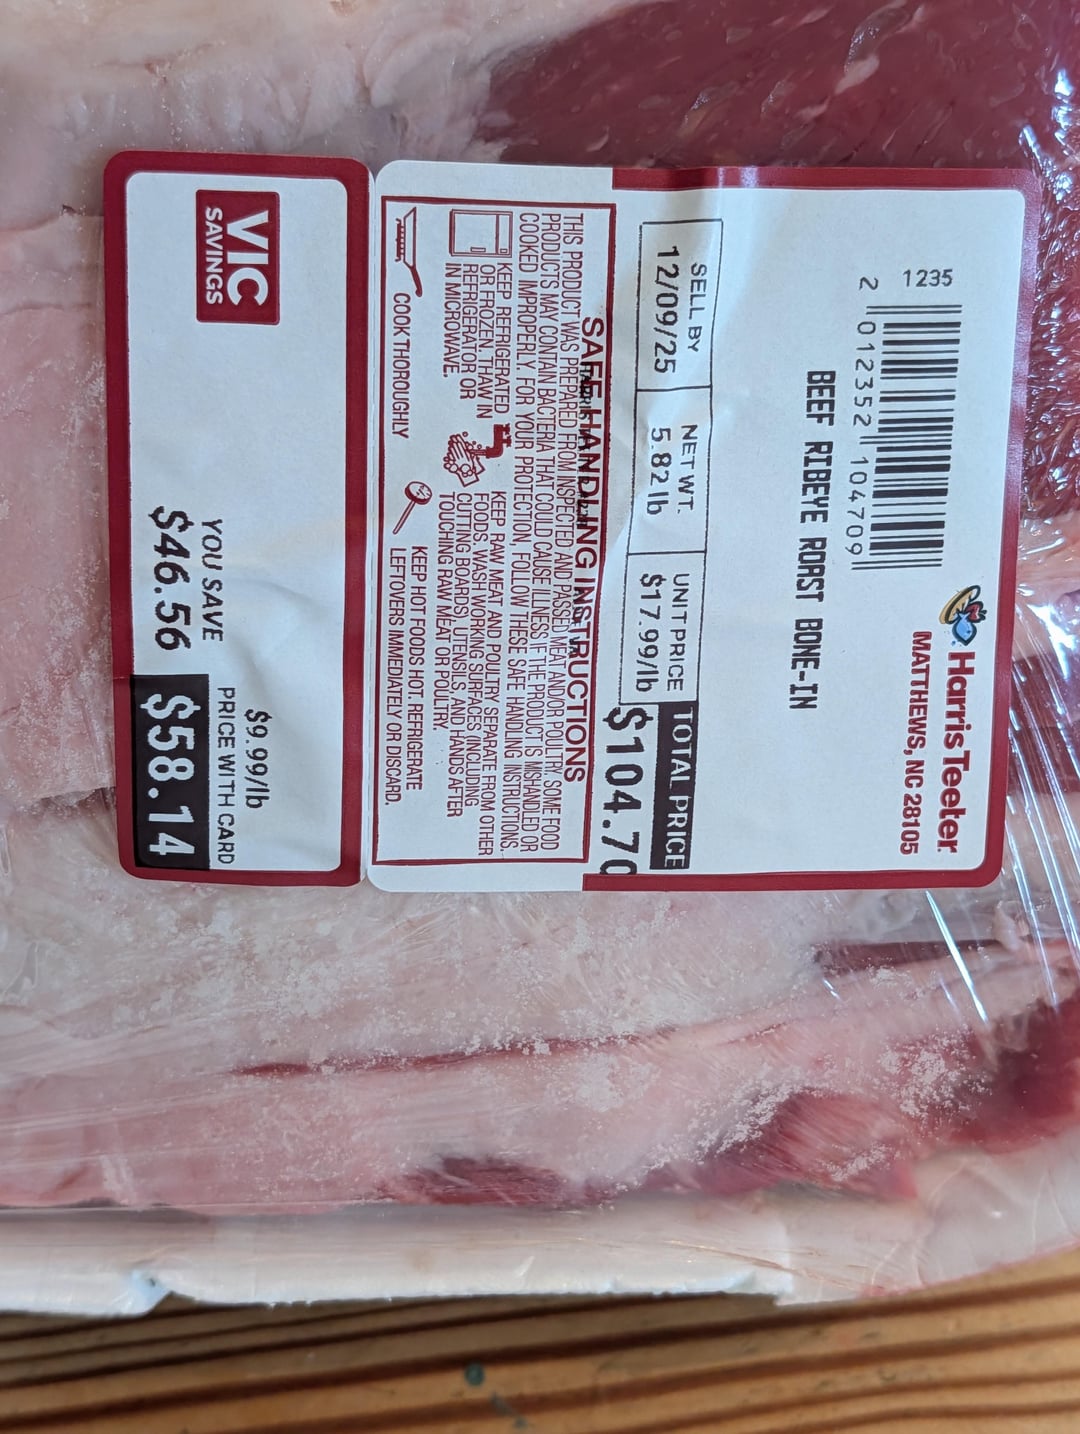 1235
2 012352 104709
HarrisTeeter
MATTHEWS, NC 28105
BEEF RIBEYE ROAST BONE-IN
SELL BY
12/09/25
NET WT.
5.82 lb
UNIT PRICE
$17.99/lb
TOTAL PRICE
$104.70
SAFE HANDLING INSTRUCTIONS
THIS PRODUCT WAS PREPARED FROM INSPECTED AND PASSED MEAT AND/OR POULTRY. SOME FOOD
PRODUCTS MAY CONTAIN BACTERIA THAT COULD CAUSE ILLNESS IF THE PRODUCT IS MISHANDLED OR
COOKED IMPROPERLY. FOR YOUR PROTECTION, FOLLOW THESE SAFE HANDLING INSTRUCTIONS.
KEEP REFRIGERATED
OR FROZEN. THAW IN
REFRIGERATOR OR
IN MICROWAVE.
KEEP RAW MEAT AND POULTRY SEPARATE FROM OTHER
FOODS. WASH WORKING SURFACES (INCLUDING
CUTTING BOARDS), UTENSILS, AND HANDS AFTER
TOUCHING RAW MEAT OR POULTRY.
COOK THOROUGHLY
KEEP HOT FOODS HOT. REFRIGERATE
LEFTOVERS IMMEDIATELY OR DISCARD.
VIC
SAVINGS
YOU SAVE
$46.56
$9.99/lb
PRICE WITH CARD
$58.14